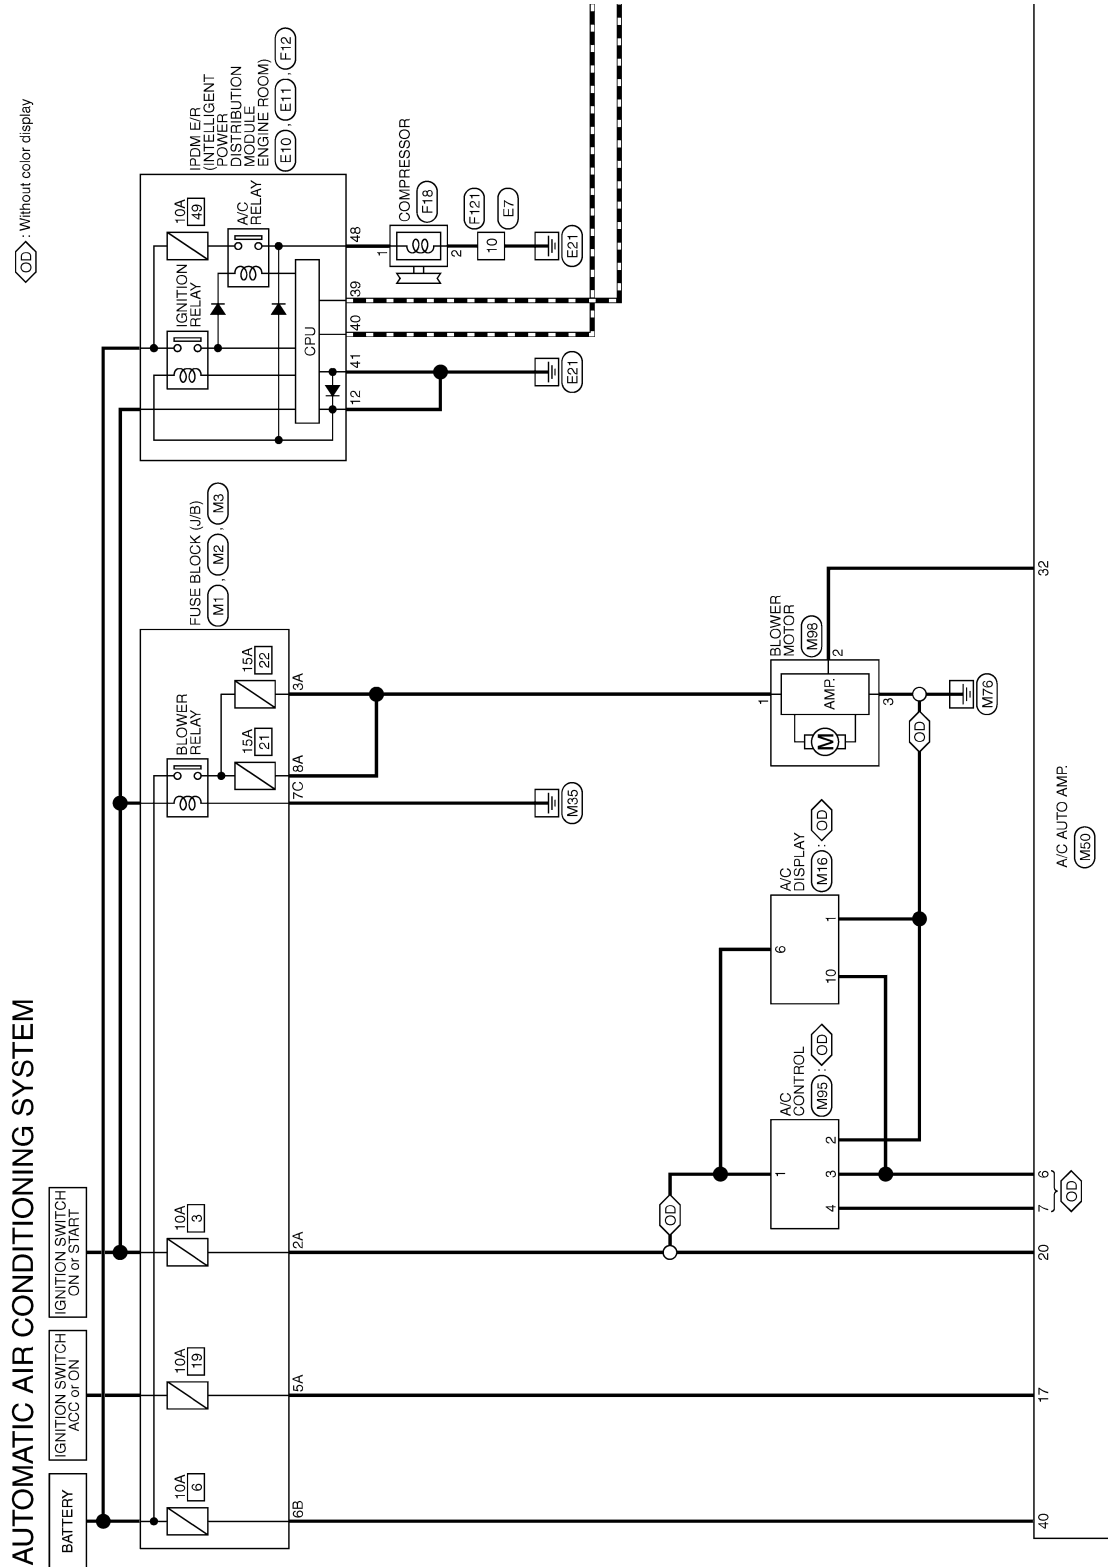 AUTOMATIC AIR CONDITIONING SYSTEM
OD : Without color display
BATTERY
IGNITION SWITCH
ACC or ON
IGNITION SWITCH
ON or START
FUSE BLOCK (J/B)
M1 , M2 , M3
10A
6
10A
19
10A
3
BLOWER
RELAY
15A
21
15A
22
6B
5A
2A
7C
8A
3A
M35
IPDM E/R
(INTELLIGENT
POWER
DISTRIBUTION
MODULE
ENGINE ROOM)
E10 , E11 , F12
IGNITION
RELAY
10A
49
A/C
RELAY
CPU
12
41
40
39
48
E21
COMPRESSOR
F18
1
2
10
F121
E7
E21
OD
A/C
CONTROL
M95 : OD
1
4
3
2
A/C
DISPLAY
M16 : OD
6
10
1
OD
BLOWER
MOTOR
M98
1
AMP.
M
2
3
M76
40
17
20
7
6
OD
32
A/C AUTO AMP.
M50